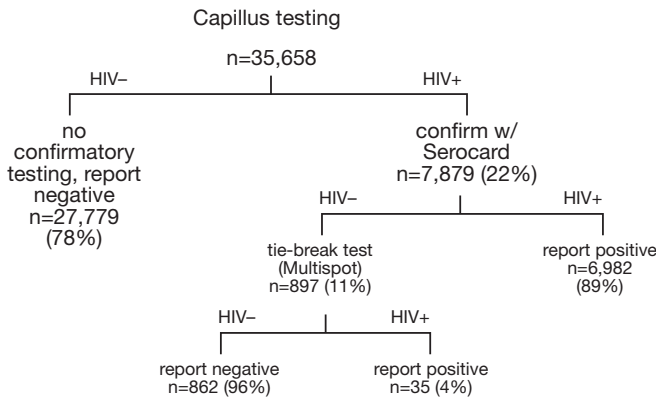 Capillus testing
n=35,658
HIV–
HIV+
no
confirmatory
testing, report
negative
n=27,779
(78%)
confirm w/
Serocard
n=7,879 (22%)
HIV–
HIV+
tie-break test
(Multispot)
n=897 (11%)
report positive
n=6,982
(89%)
HIV–
HIV+
report negative
n=862 (96%)
report positive
n=35 (4%)